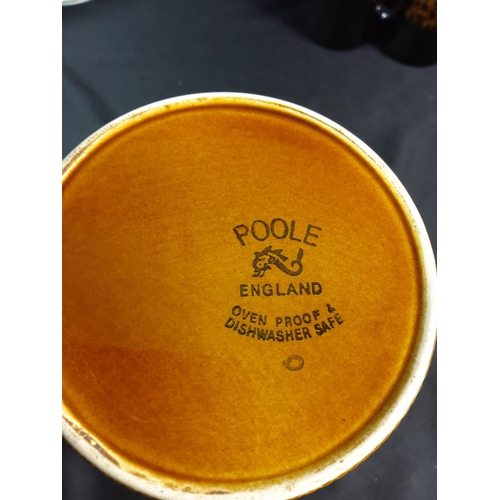 POOLE
ENGLAND
OVEN PROOF &
DISHWASHER SAFE